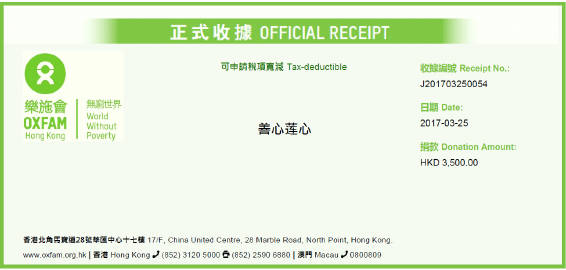 正式收據 OFFICIAL RECEIPT
可申請稅項寬減 Tax-deductible
樂施會
OXFAM
Hong Kong
無窮世界
World
Without
Poverty
善心莲心
收據編號 Receipt No.:
J201703250054
日期 Date:
2017-03-25
捐款 Donation Amount:
HKD 3,500.00
香港北角馬寶道28號華匯中心十七樓 17/F, China United Centre, 28 Marble Road, North Point, Hong Kong.
www.oxfam.org.hk | 香港 Hong Kong (852) 3120 5000 (852) 2590 6880 | 澳門 Macau 0800809